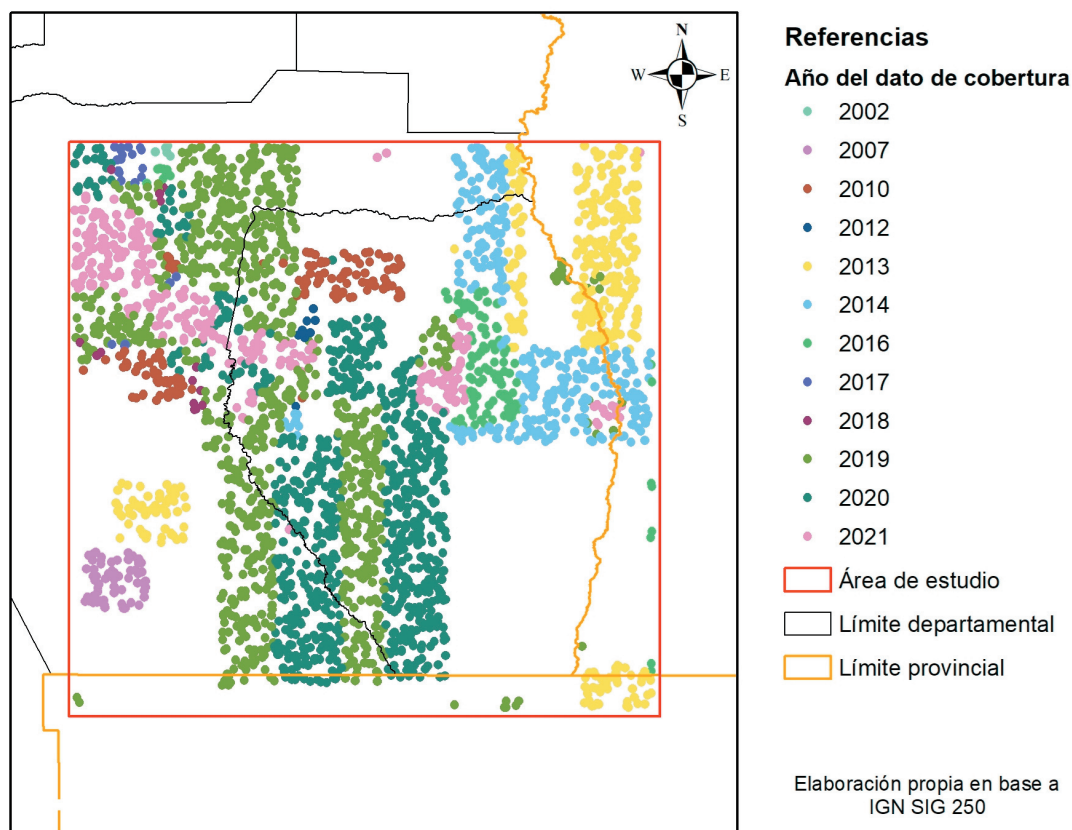 N
W
E
S
Referencias
Año del dato de cobertura
2002
2007
2010
2012
2013
2014
2016
2017
2018
2019
2020
2021
Área de estudio
Límite departamental
Límite provincial
Elaboración propia en base a
IGN SIG 250